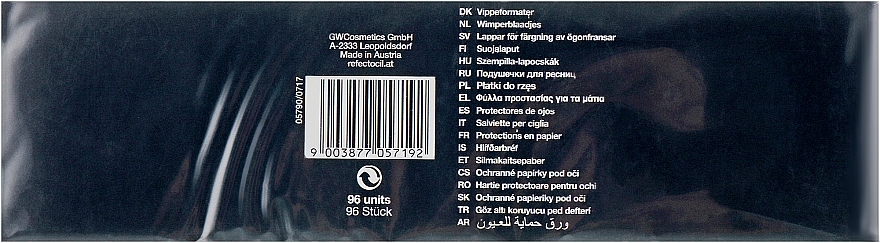 GWCosmetics GmbH
A-2333 Leopoldsdorf
Made in Austria
refectocil.at
05790/0717
9 003877 057192
96 units
96 Stück
DK Vippeformater
NL Wimperblaadjes
SV Lappar för färgning av ögonfransar
FI Suojalaput
HU Szempilla-lapocskák
RU Подушечки для ресниц
PL Płatki do rzęs
EL Φύλλα προστασίας για τα μάτια
ES Protectores de ojos
IT Salviette per ciglia
FR Protections en papier
IS Hlífðarbréf
ET Silmakaitsepaber
CS Ochranné papírky pod oči
RO Hartie protectoare pentru ochi
SK Ochranné papieriky pod oči
TR Göz altı koruyucu ped defteri
AR ورق حماية للعيون